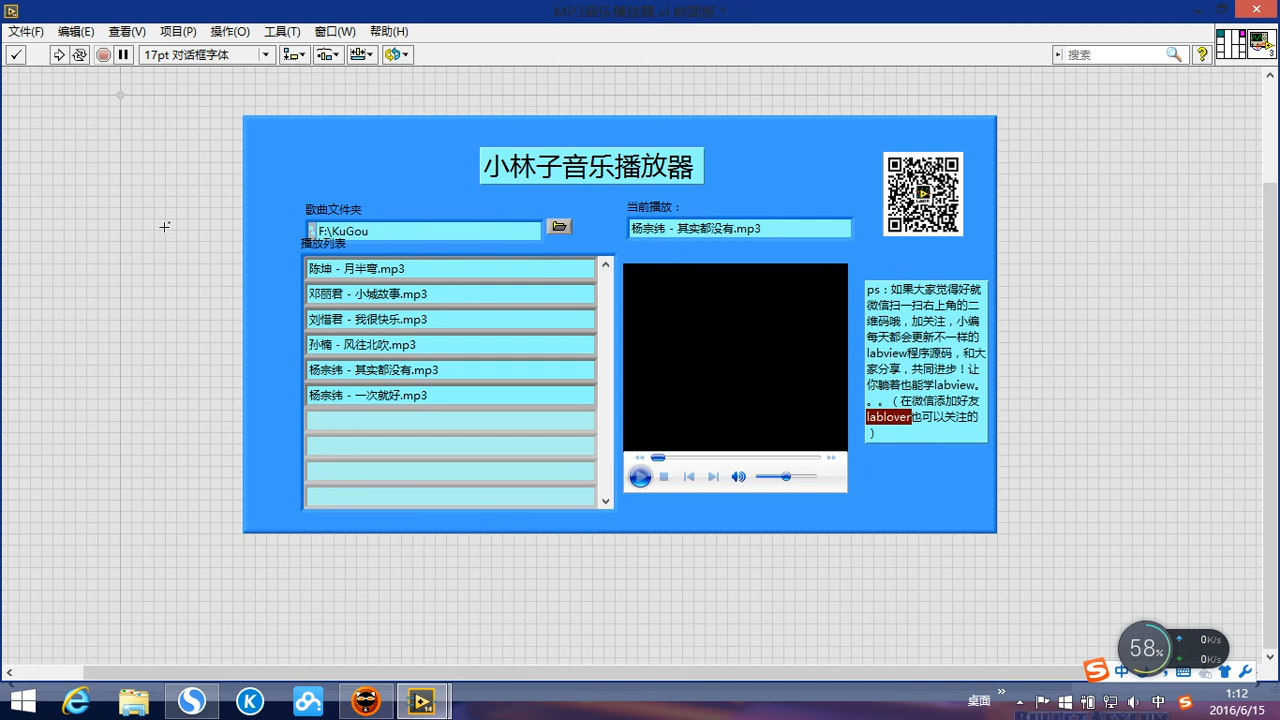 MP3音乐播放器.vi 前面板 *
文件(F) 编辑(E) 查看(V) 项目(P) 操作(O) 工具(T) 窗口(W) 帮助(H)
17pt 对话框字体
搜索
小林子音乐播放器
歌曲文件夹
当前播放：
F:\KuGou
杨宗纬 - 其实都没有.mp3
播放列表
陈坤 - 月半弯.mp3
邓丽君 - 小城故事.mp3
刘惜君 - 我很快乐.mp3
孙楠 - 风往北吹.mp3
杨宗纬 - 其实都没有.mp3
杨宗纬 - 一次就好.mp3
ps：如果大家觉得好就
微信扫一扫右上角的二
维码哦，加关注，小编
每天都会更新不一样的
labview程序源码，和大
家分享，共同进步！让
你躺着也能学labview。
。。（在微信添加好友
lablover也可以关注的
）
58%
0K/s
0K/s
中
桌面
中
1:12
2016/6/15